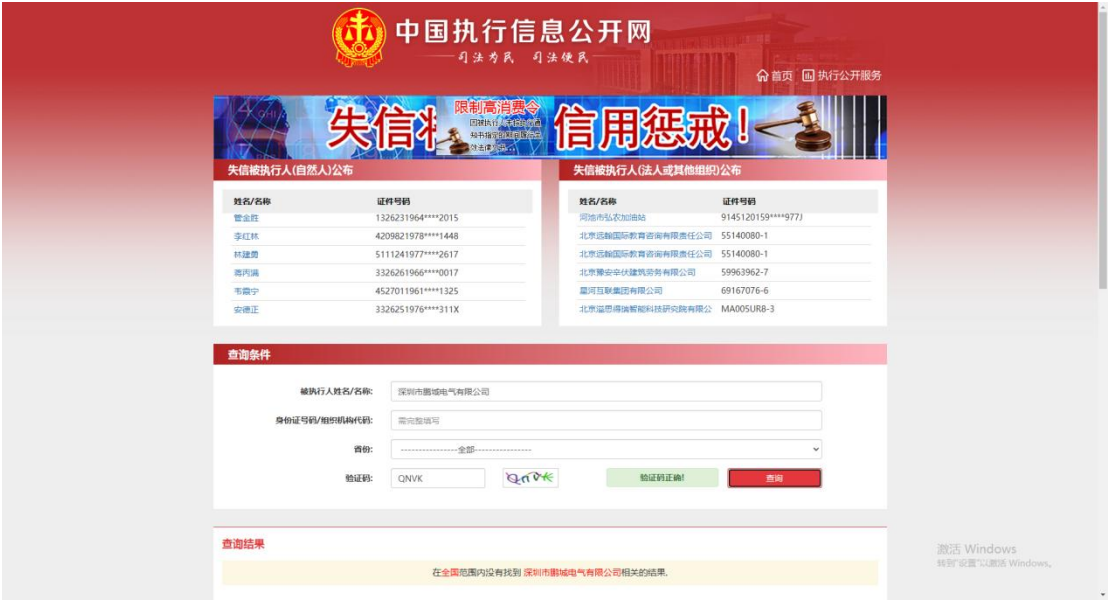 中国执行信息公开网
司法为民 司法便民
首页 执行公开服务
失信 信用惩戒!
限制高消费令
失信被执行人(自然人)公布
姓名/名称 证件号码
管金胜 1326231964****2015
李红林 4209821978****1448
林建勇 5111241977****2617
蒋丙满 3326261966****0017
韦霜宁 4527011961****1325
安德正 3326251976****311X
失信被执行人(法人或其他组织)公布
姓名/名称 证件号码
河池市弘农加油站 9145120159****977J
北京远翰国际教育咨询有限责任公司 55140080-1
北京远翰国际教育咨询有限责任公司 55140080-1
北京豫安辛伏建筑劳务有限公司 59963962-7
星河互联集团有限公司 69167076-6
北京溢思得瑞智能科技研究院有限公 MA005UR8-3
查询条件
被执行人姓名/名称: 深圳市鹏城电气有限公司
身份证号码/组织机构代码: 需完整填写
省份: ----------------全部----------------
验证码: QNVK QnVK 验证码正确! 查询
查询结果
在全国范围内没有找到 深圳市鹏城电气有限公司相关的结果.
激活 Windows
转到"设置"以激活 Windows。